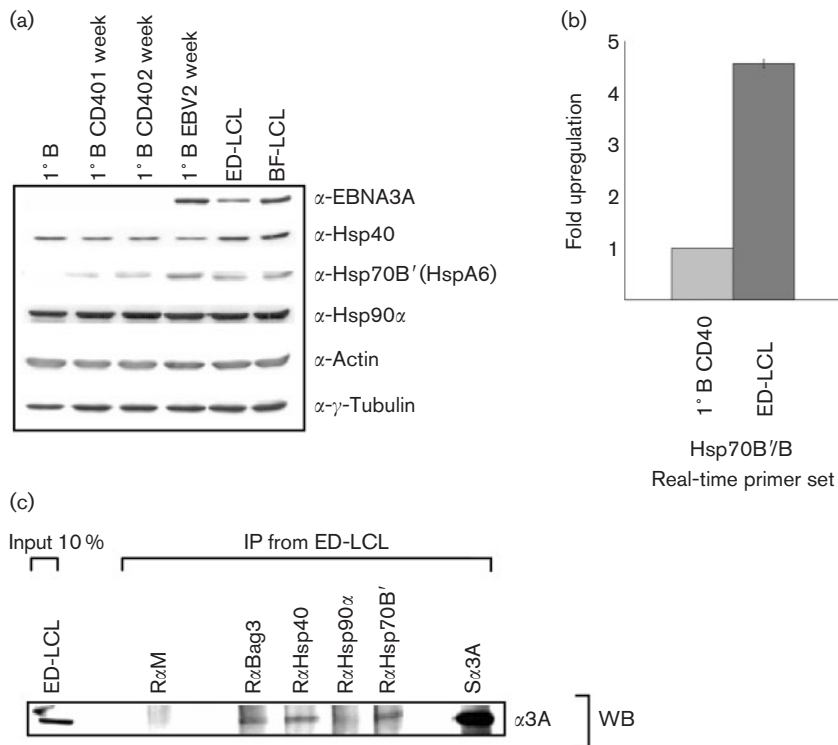 (a)
1° B
1° B CD401 week
1° B CD402 week
1° B EBV2 week
ED-LCL
BF-LCL
α-EBNA3A
α-Hsp40
α-Hsp70B′(HspA6)
α-Hsp90α
α-Actin
α-γ-Tubulin
(b)
Fold upregulation
5
4
3
2
1
1° B CD40
ED-LCL
Hsp70B′/B
Real-time primer set
(c)
Input 10 %
IP from ED-LCL
ED-LCL
RαM
RαBag3
RαHsp40
RαHsp90α
RαHsp70B′
Sα3A
α3A
WB